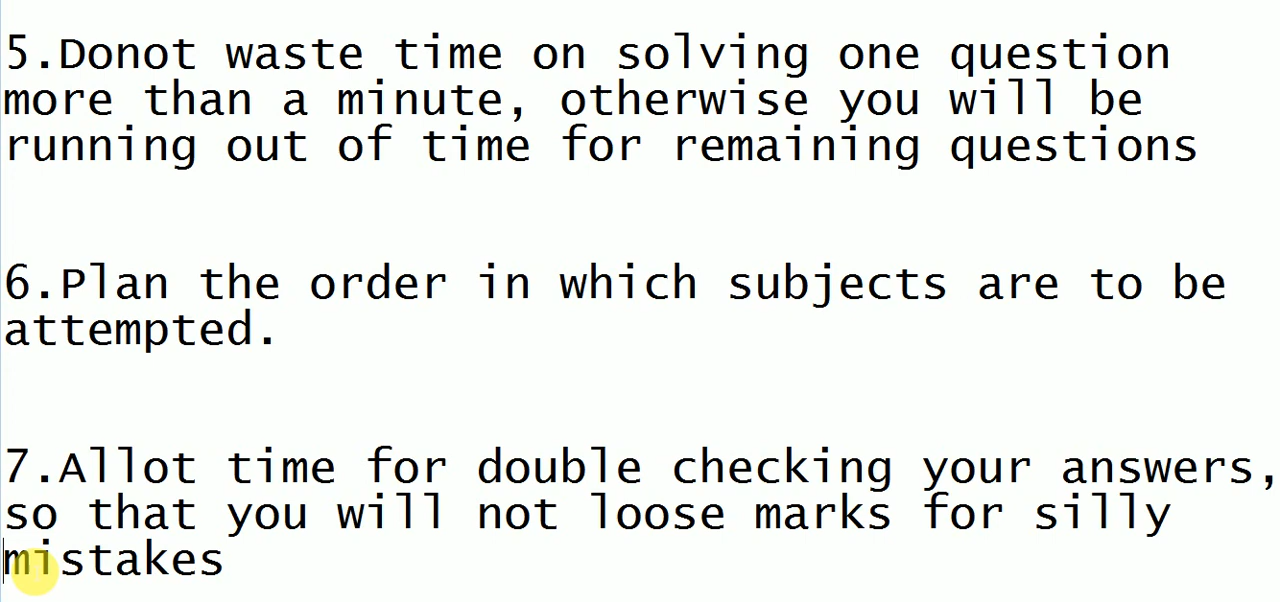 5.Donot waste time on solving one question
more than a minute, otherwise you will be
running out of time for remaining questions
6.Plan the order in which subjects are to be
attempted.
7.Allot time for double checking your answers,
so that you will not loose marks for silly
mistakes